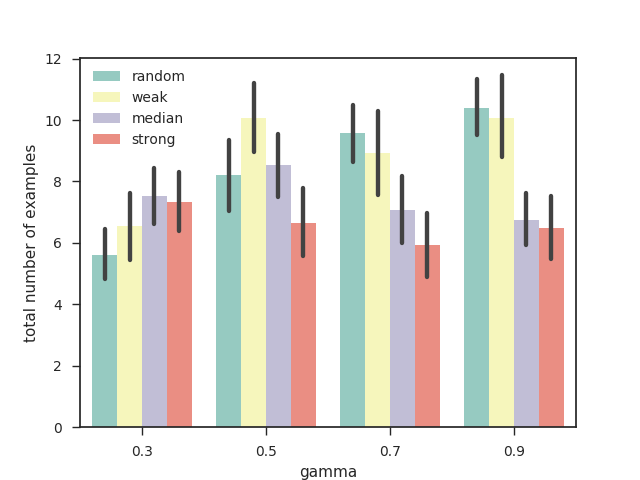 12
10
8
6
4
2
0
total number of examples
random
weak
median
strong
0.3 0.5 0.7 0.9
gamma